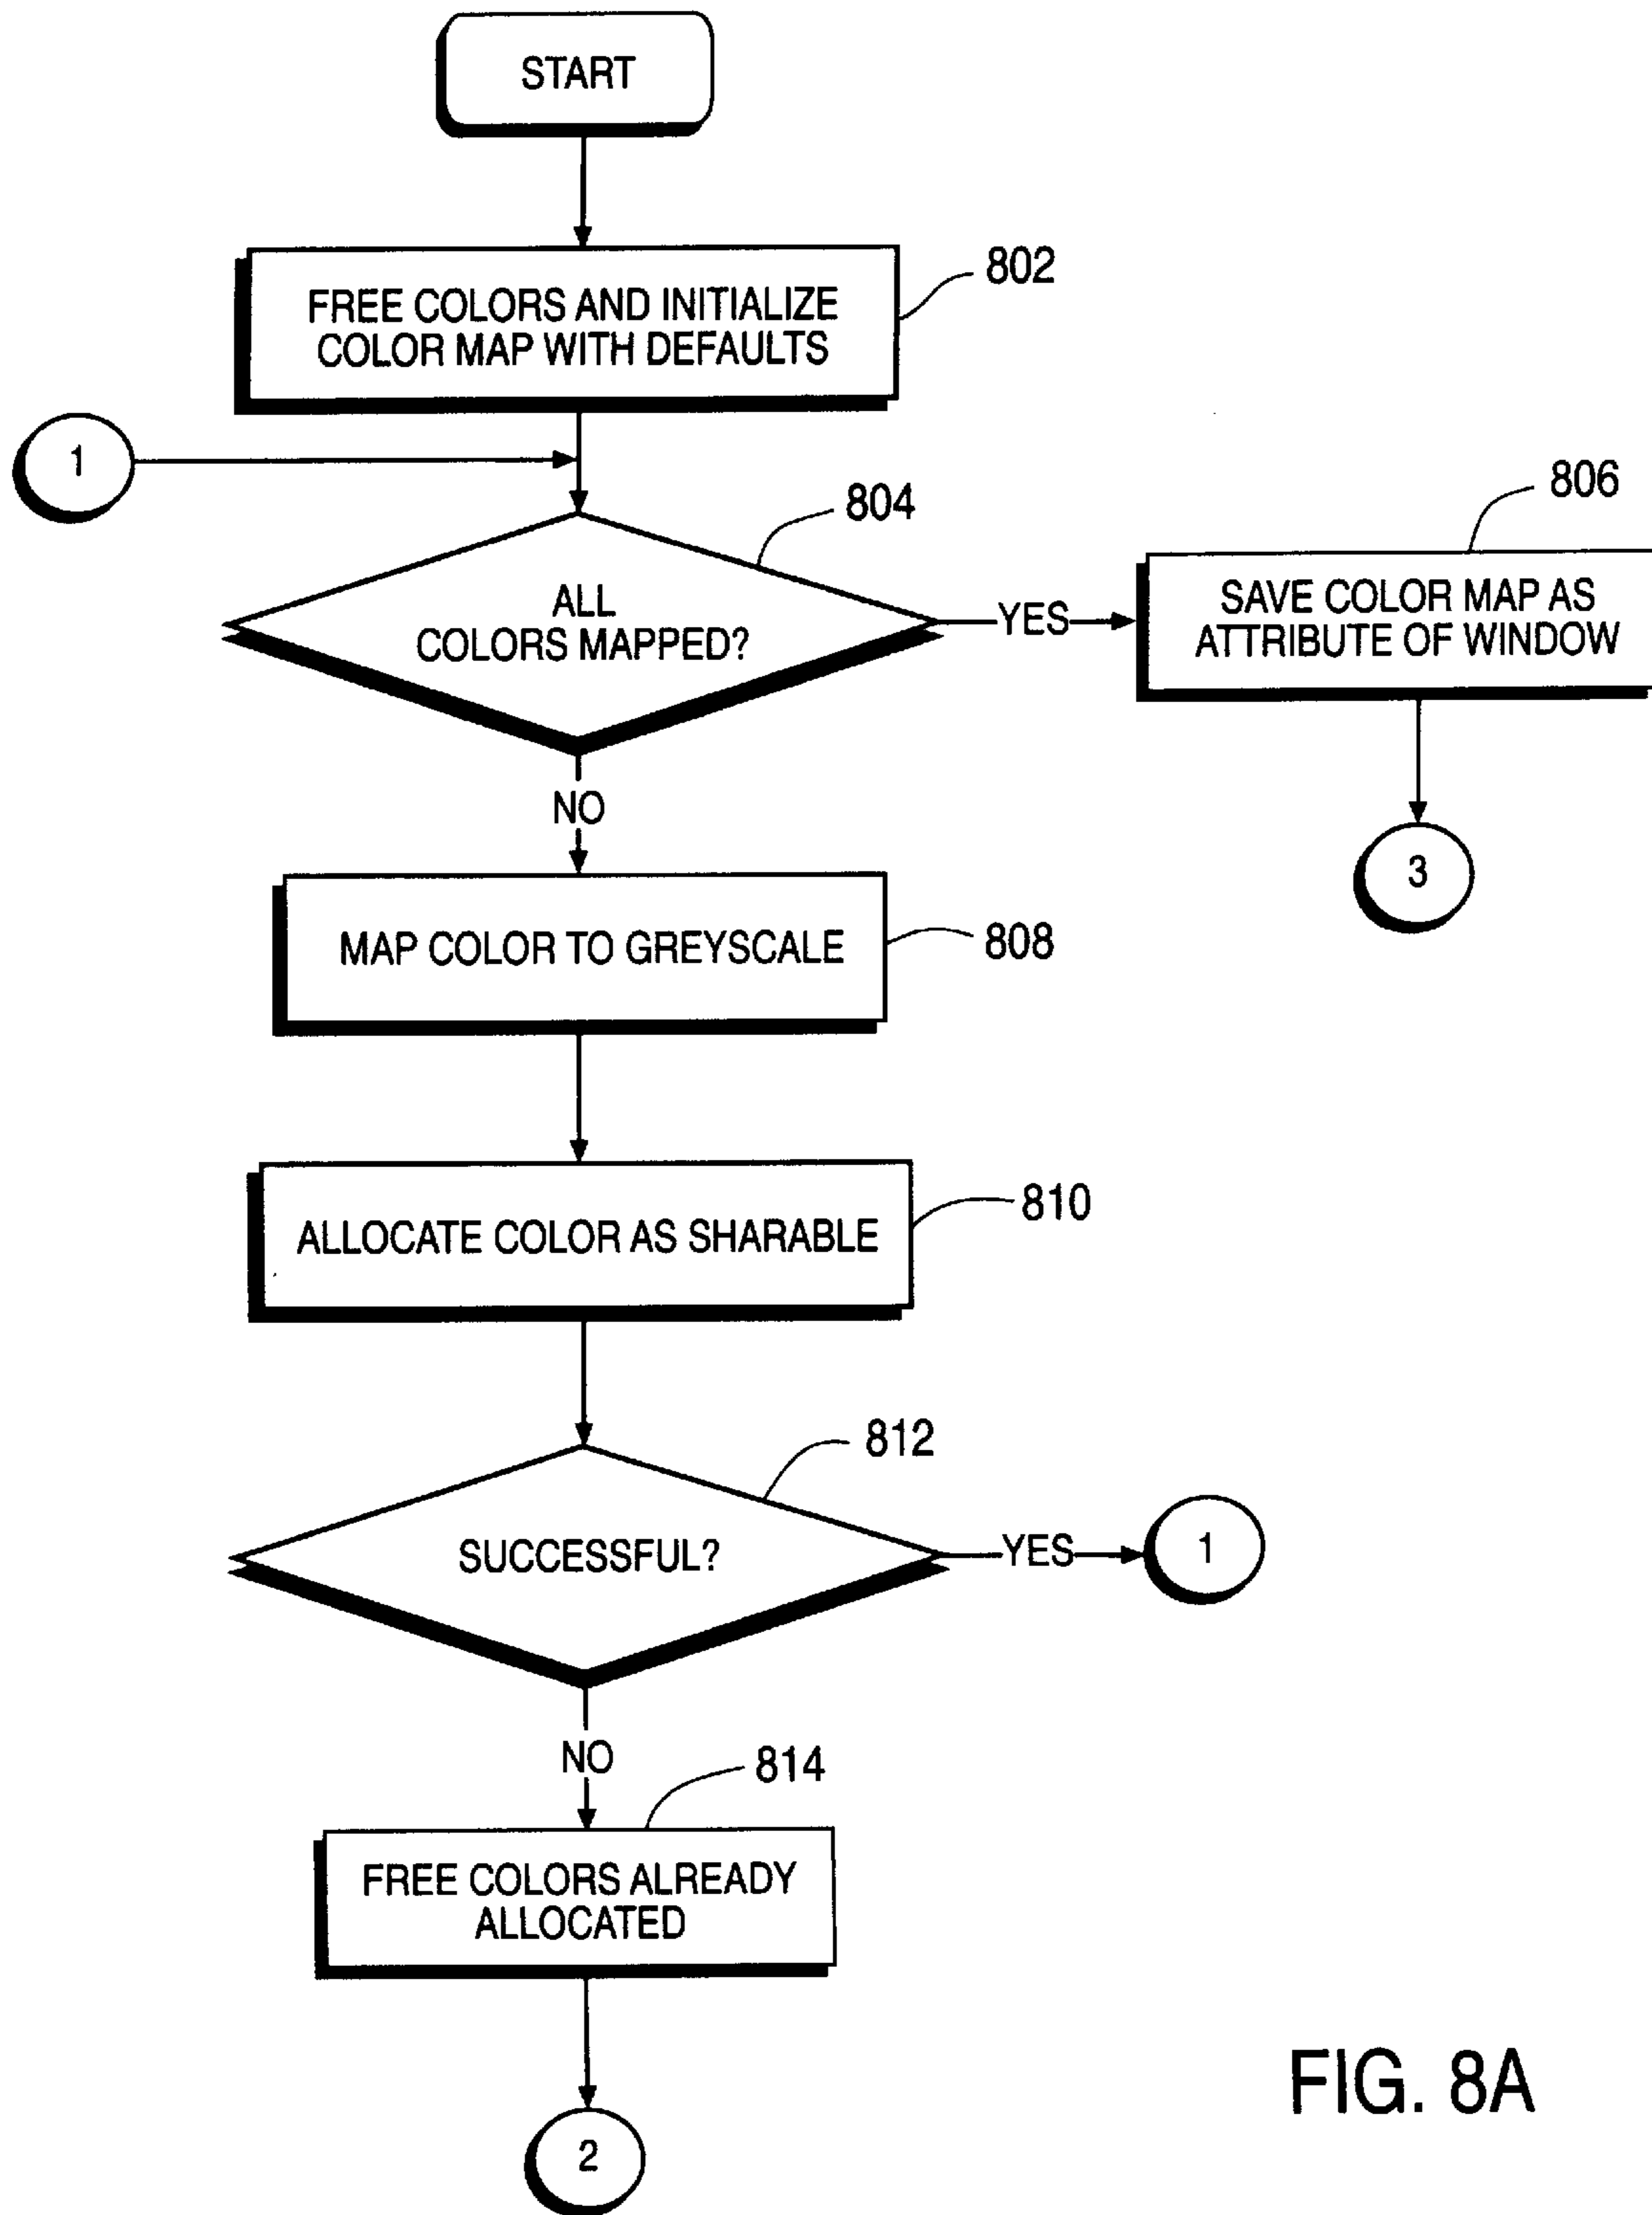 START
802
FREE COLORS AND INITIALIZE
COLOR MAP WITH DEFAULTS
1
804
806
ALL
COLORS MAPPED?
YES
SAVE COLOR MAP AS
ATTRIBUTE OF WINDOW
NO
3
MAP COLOR TO GREYSCALE
808
810
ALLOCATE COLOR AS SHARABLE
812
SUCCESSFUL?
YES
1
NO
814
FREE COLORS ALREADY
ALLOCATED
2
FIG. 8A